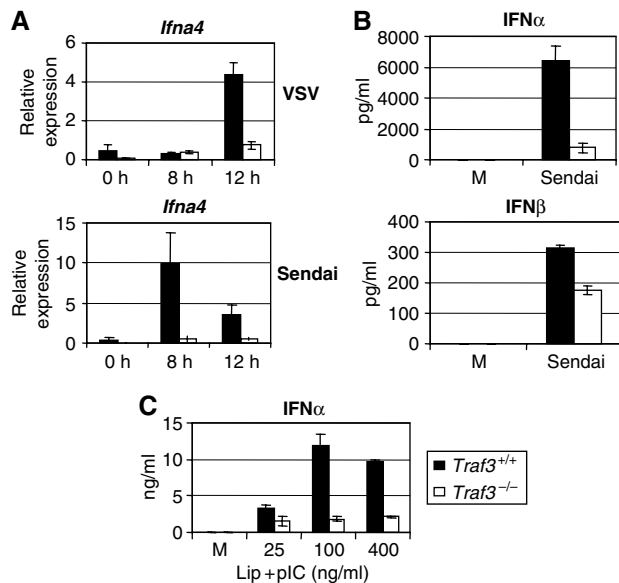 A
Ifna4
Relative expression
6
4
2
0
0 h 8 h 12 h
VSV
Ifna4
Relative expression
15
10
5
0
0 h 8 h 12 h
Sendai
B
IFNα
pg/ml
8000
6000
4000
2000
0
M Sendai
IFNβ
pg/ml
400
300
200
100
0
M Sendai
C
IFNα
ng/ml
15
10
5
0
M 25 100 400
Lip+pIC (ng/ml)
Traf3+/+
Traf3−/−